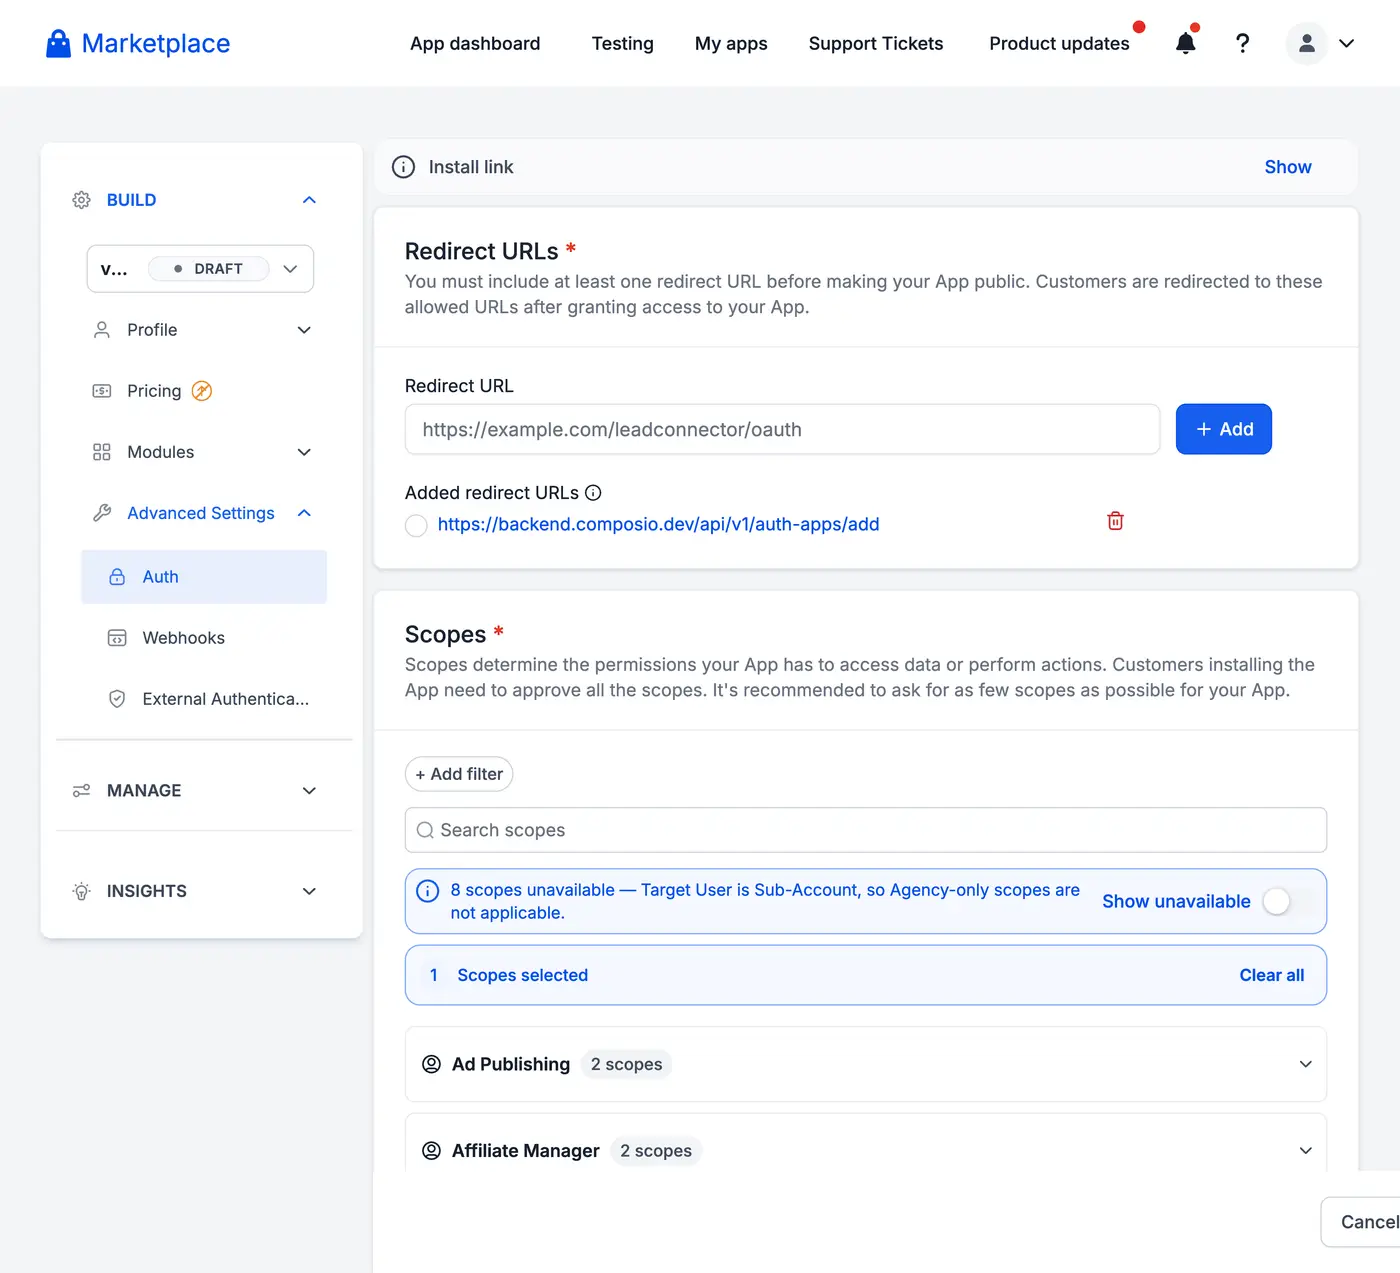 Marketplace
App dashboard
Testing
My apps
Support Tickets
Product updates
?
BUILD
v... DRAFT
Profile
Pricing
Modules
Advanced Settings
Auth
Webhooks
External Authentica...
MANAGE
INSIGHTS
Install link
Show
Redirect URLs *
You must include at least one redirect URL before making your App public. Customers are redirected to these
allowed URLs after granting access to your App.
Redirect URL
https://example.com/leadconnector/oauth
+ Add
Added redirect URLs
https://backend.composio.dev/api/v1/auth-apps/add
Scopes *
Scopes determine the permissions your App has to access data or perform actions. Customers installing the
App need to approve all the scopes. It's recommended to ask for as few scopes as possible for your App.
+ Add filter
Search scopes
8 scopes unavailable — Target User is Sub-Account, so Agency-only scopes are
not applicable.
Show unavailable
1 Scopes selected
Clear all
Ad Publishing 2 scopes
Affiliate Manager 2 scopes
Cancel